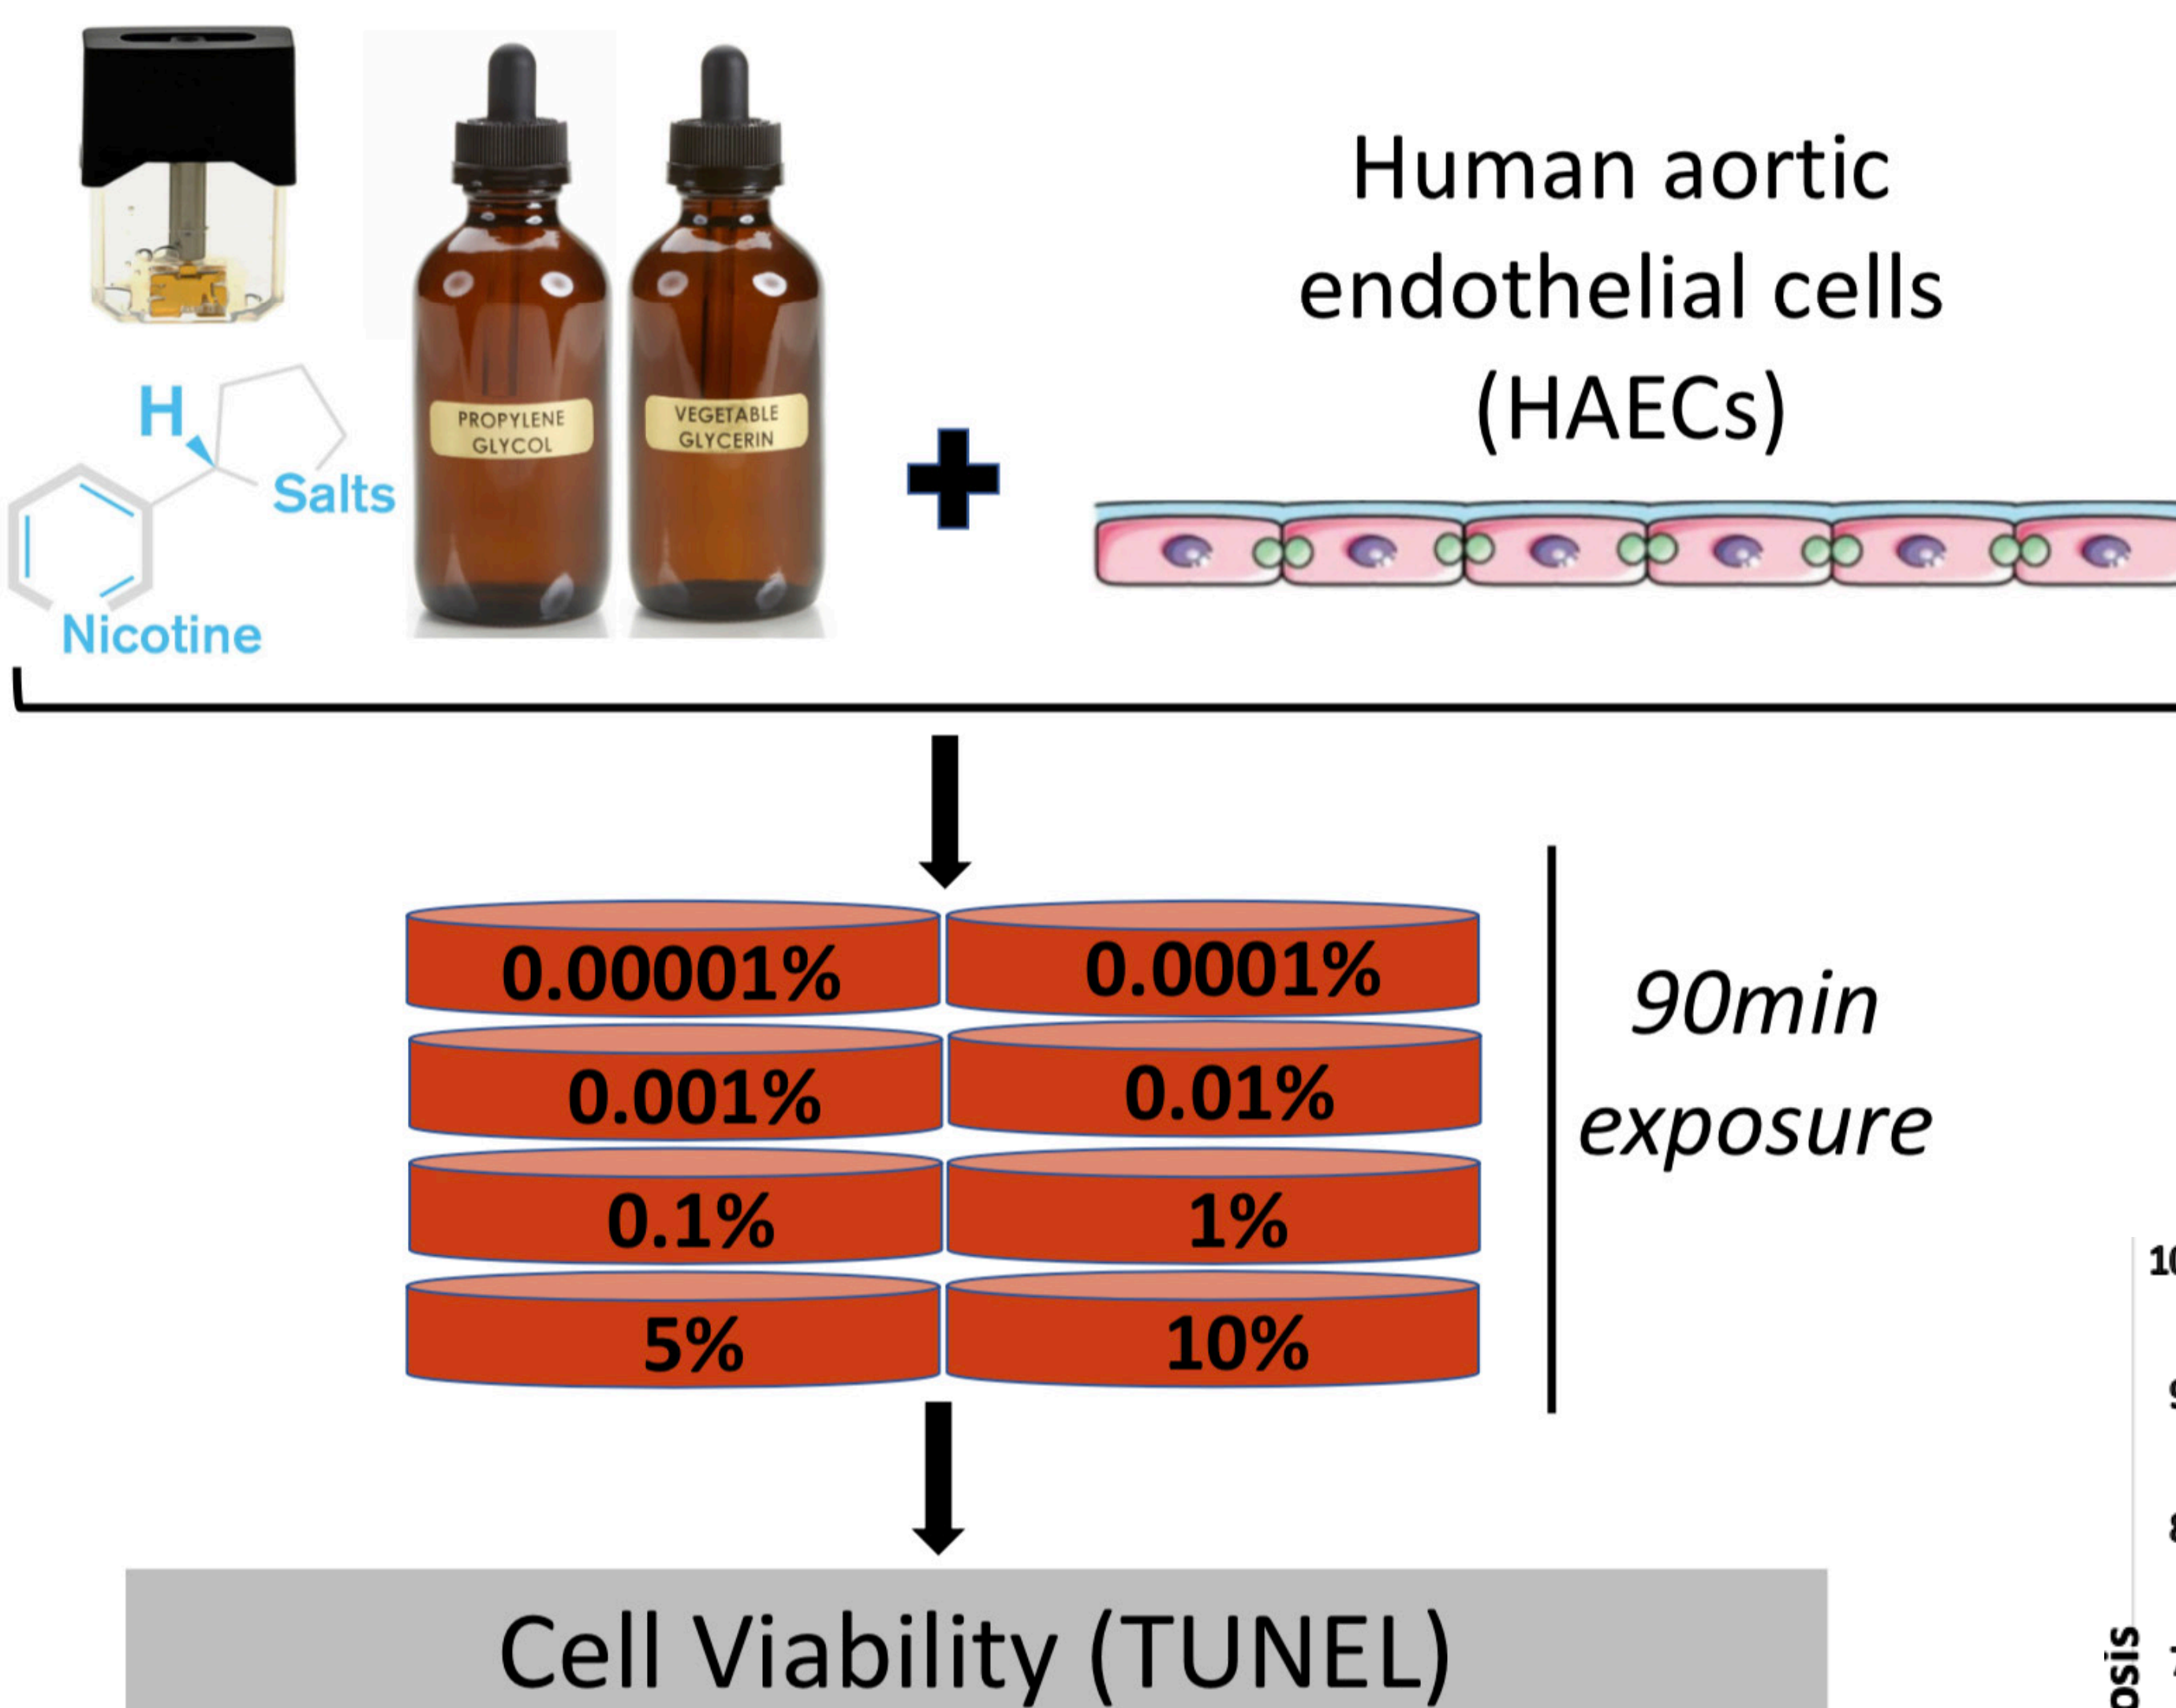 PROPYLENE
GLYCOL
VEGETABLE
GLYCERIN
H
Salts
Nicotine
Human aortic
endothelial cells
(HAECs)
0.00001%
0.0001%
0.001%
0.01%
0.1%
1%
5%
10%
90min
exposure
Cell Viability (TUNEL)